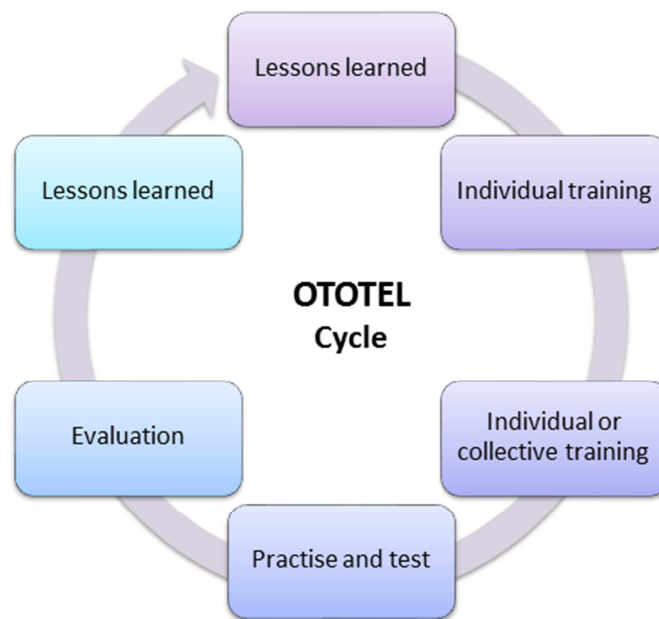 Lessons learned
Individual training
Individual or
collective training
Practise and test
Evaluation
Lessons learned
OTOTEL
Cycle